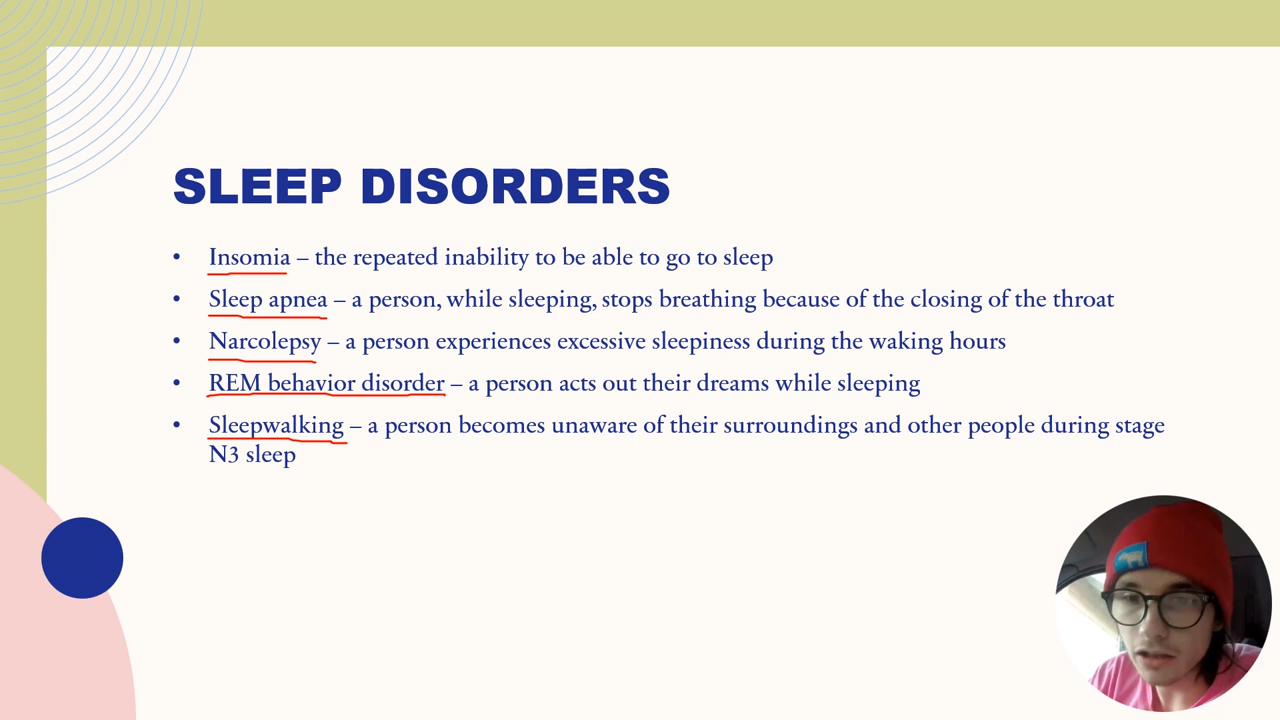 SLEEP DISORDERS
• Insomia – the repeated inability to be able to go to sleep
• Sleep apnea – a person, while sleeping, stops breathing because of the closing of the throat
• Narcolepsy – a person experiences excessive sleepiness during the waking hours
• REM behavior disorder – a person acts out their dreams while sleeping
• Sleepwalking – a person becomes unaware of their surroundings and other people during stage
N3 sleep